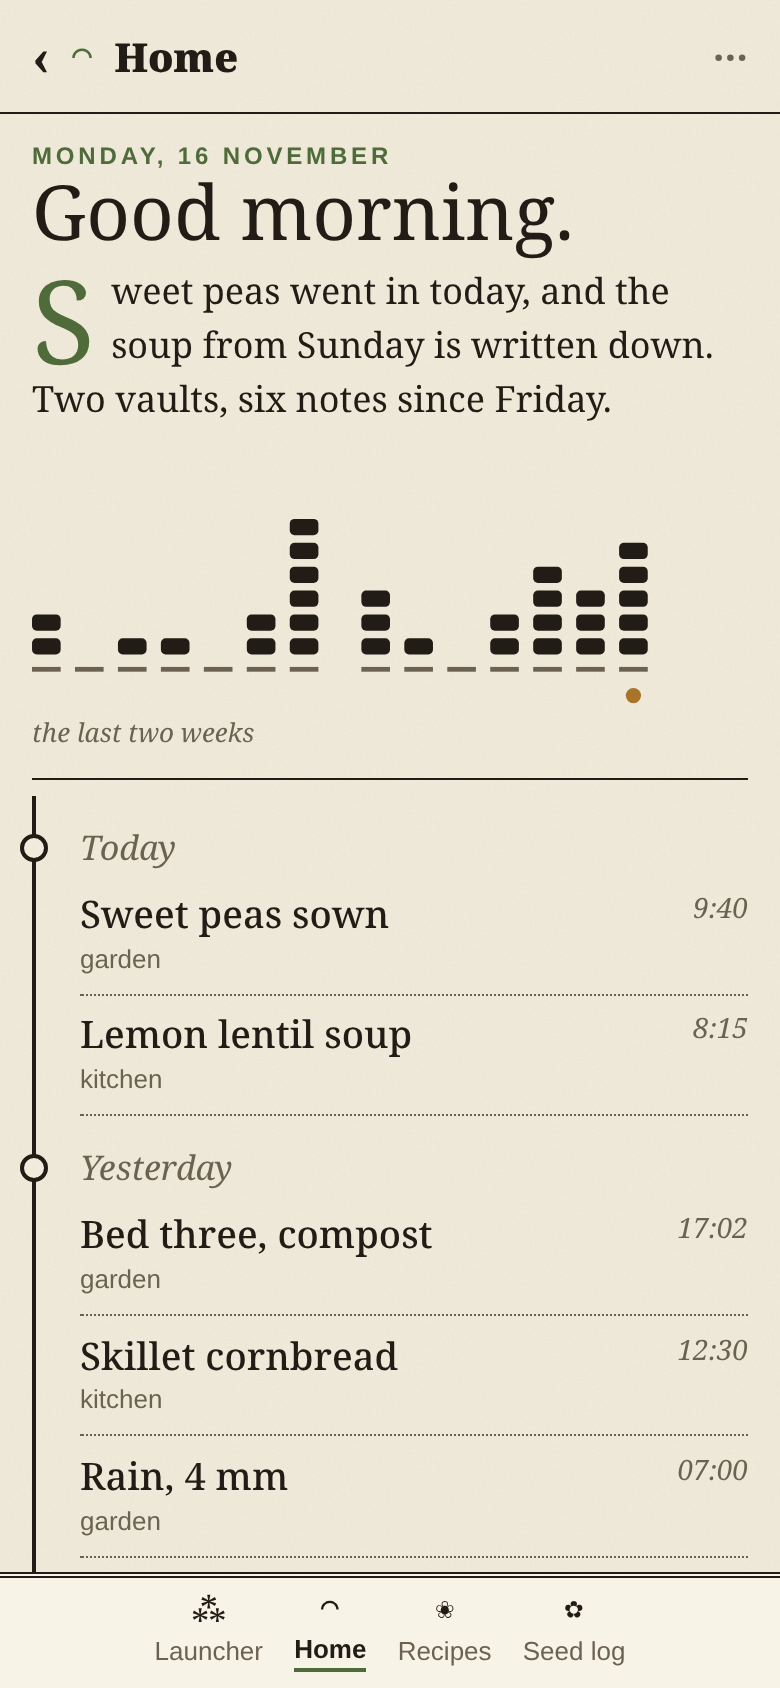 ‹ Home …
MONDAY, 16 NOVEMBER
Good morning.
Sweet peas went in today, and the
soup from Sunday is written down.
Two vaults, six notes since Friday.
the last two weeks
Today
Sweet peas sown 9:40
garden
Lemon lentil soup 8:15
kitchen
Yesterday
Bed three, compost 17:02
garden
Skillet cornbread 12:30
kitchen
Rain, 4 mm 07:00
garden
Launcher Home Recipes Seed log